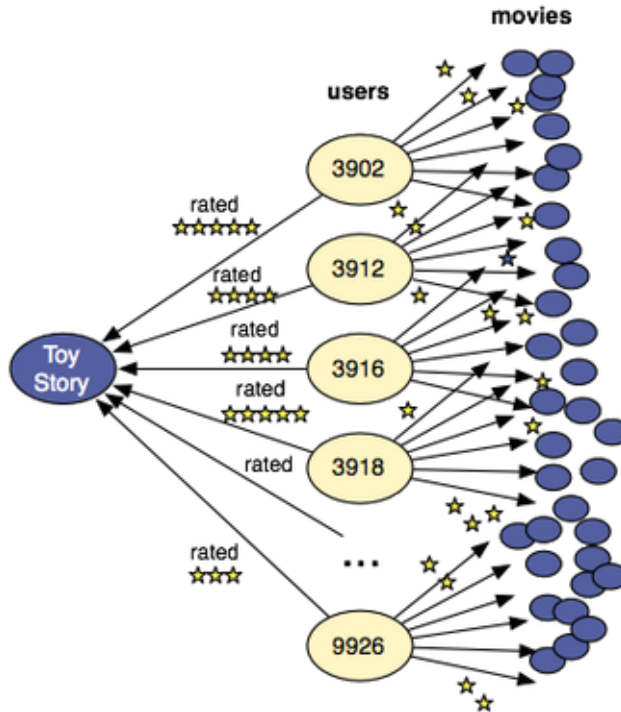 movies
users
3902
rated
3912
rated
rated
Toy
Story
3916
rated
3918
rated
...
rated
9926